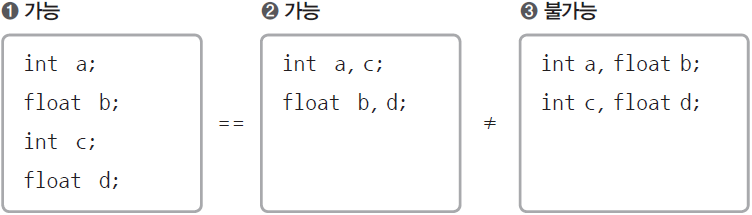 ❶ 가능
int a;
float b;
int c;
float d;
==
❷ 가능
int a, c;
float b, d;
≠
❸ 불가능
int a, float b;
int c, float d;